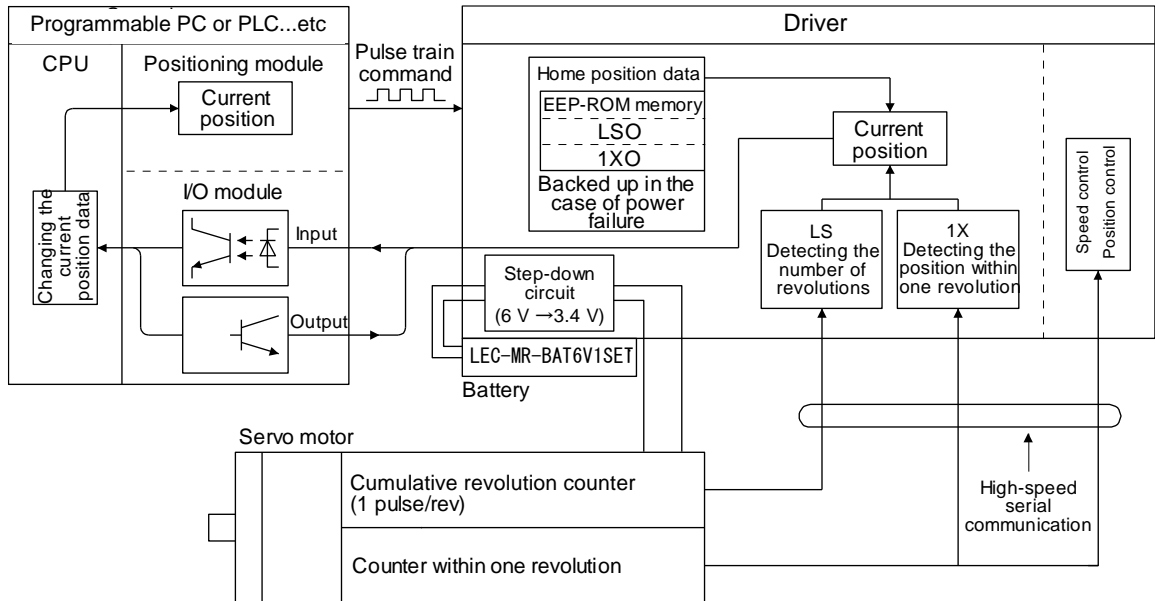 Programmable PC or PLC...etc
CPU
Positioning module
Current
position
Changing the
current
position data
I/O module
Input
Output
Pulse train
command
Driver
Home position data
EEP-ROM memory
LSO
1XO
Backed up in the
case of power
failure
Current
position
LS
Detecting the
number of
revolutions
1X
Detecting the
position within
one revolution
Speed control
Position control
Step-down
circuit
(6 V →3.4 V)
LEC-MR-BAT6V1SET
Battery
Servo motor
Cumulative revolution counter
(1 pulse/rev)
Counter within one revolution
High-speed
serial
communication